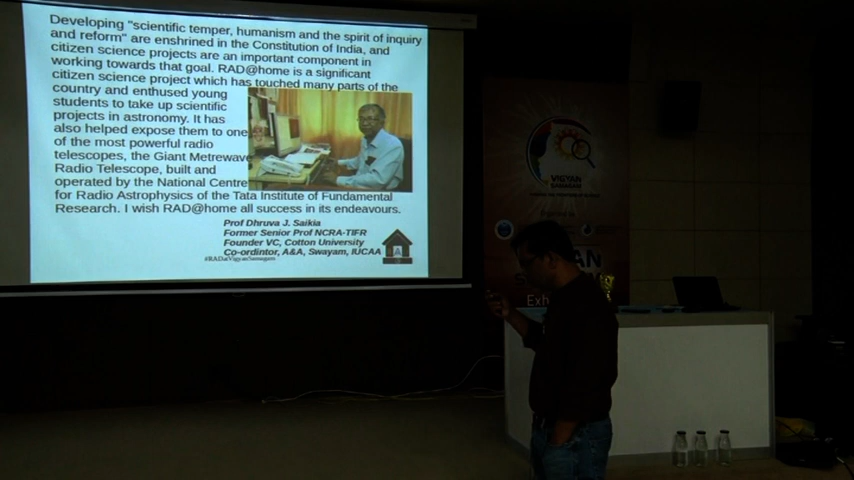 Developing "scientific temper, humanism and the spirit of inquiry
and reform" are enshrined in the Constitution of India, and
citizen science projects are an important component in
working towards that goal. RAD@home is a significant
citizen science project which has touched many parts of the
country and enthused young
students to take up scientific
projects in astronomy. It has
also helped expose them to one
of the most powerful radio
telescopes, the Giant Metrewave
Radio Telescope, built and
operated by the National Centre
for Radio Astrophysics of the Tata Institute of Fundamental
Research. I wish RAD@home all success in its endeavours.
Prof Dhruva J. Saikia
Former Senior Prof NCRA-TIFR
Founder VC, Cotton University
Co-ordintor, A&A, Swayam, IUCAA
#RADatVigyanSamagam
A
VIGYAN
SAMAGAM
Exh